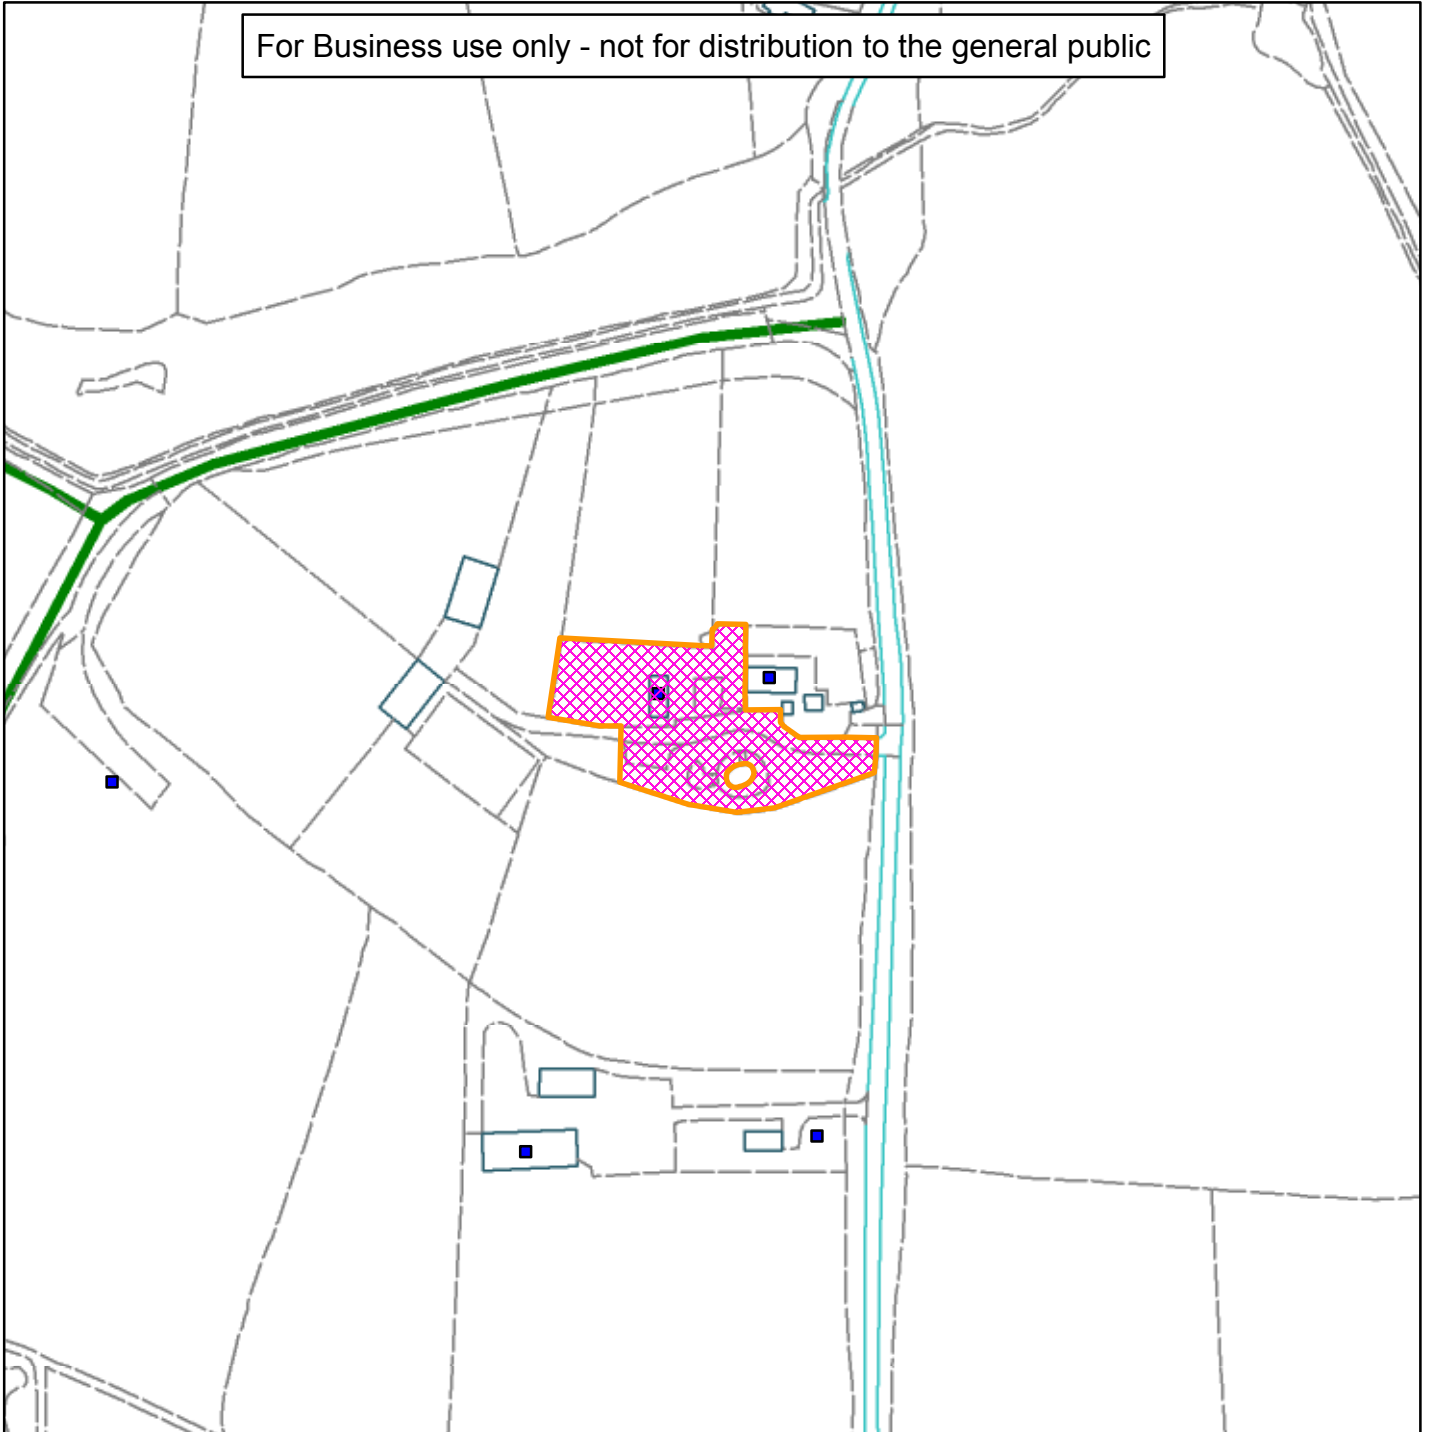 For Business use only - not for distribution to the general public